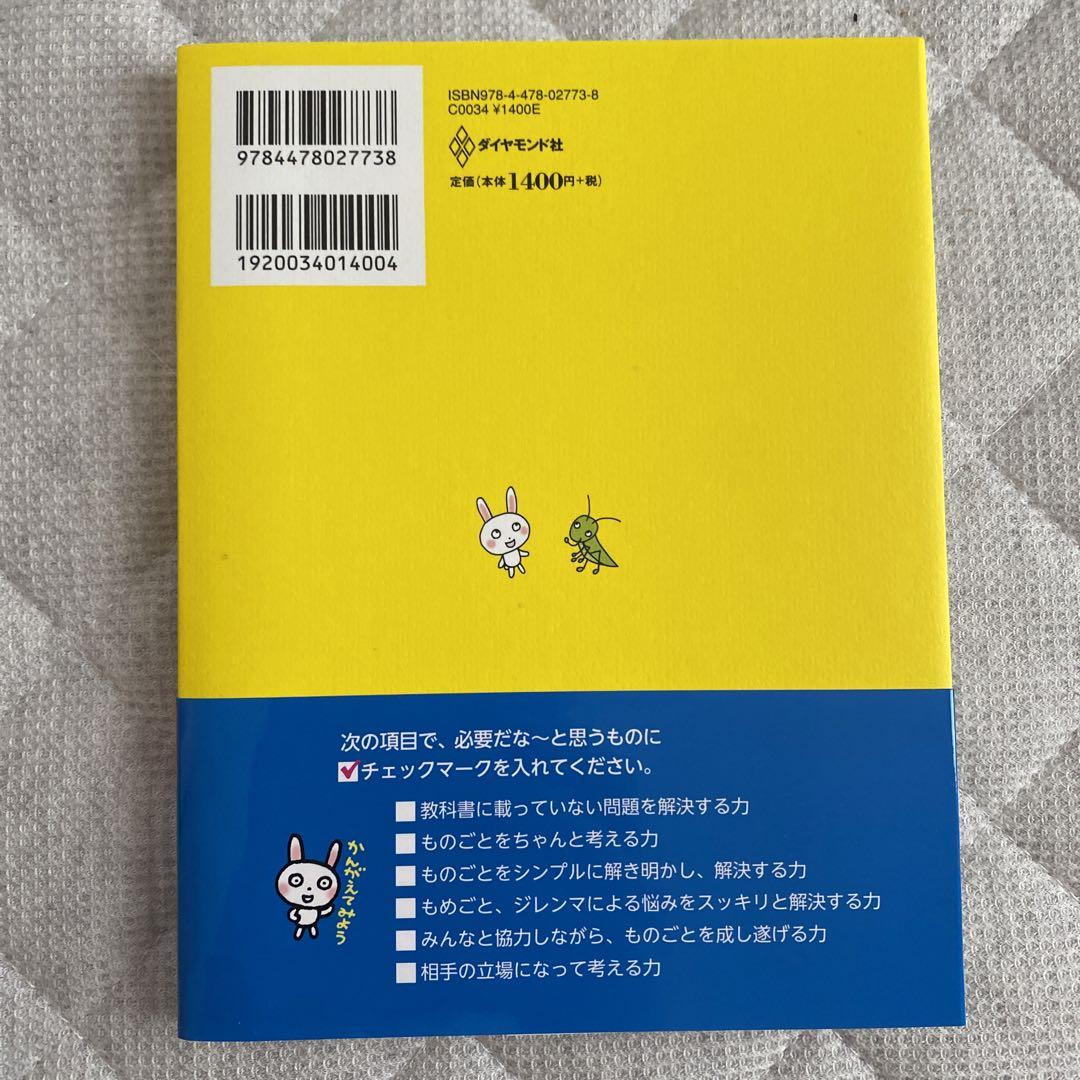 9784478027738
1920034014004
ISBN978-4-478-02773-8
C0034 ¥1400E
ダイヤモンド社
定価(本体1400円+税)
次の項目で、必要だな〜と思うものに
チェックマークを入れてください。
教科書に載っていない問題を解決する力
ものごとをちゃんと考える力
ものごとをシンプルに解き明かし、解決する力
もめごと、ジレンマによる悩みをスッキリと解決する力
みんなと協力しながら、ものごとを成し遂げる力
相手の立場になって考える力
かんがえてみよう